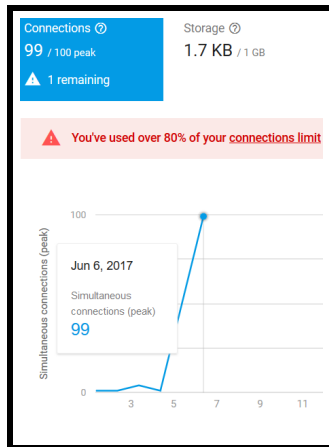 Connections
99 / 100 peak
1 remaining
Storage
1.7 KB / 1 GB
You've used over 80% of your connections limit
Simultaneous connections (peak)
100
Jun 6, 2017
Simultaneous
connections (peak)
99
0
3 5 7 9 11